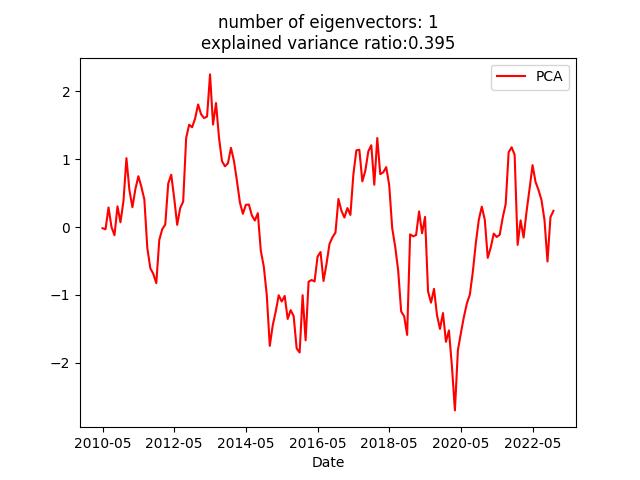 number of eigenvectors: 1
explained variance ratio:0.395
PCA
2
1
0
−1
−2
2010-05 2012-05 2014-05 2016-05 2018-05 2020-05 2022-05
Date